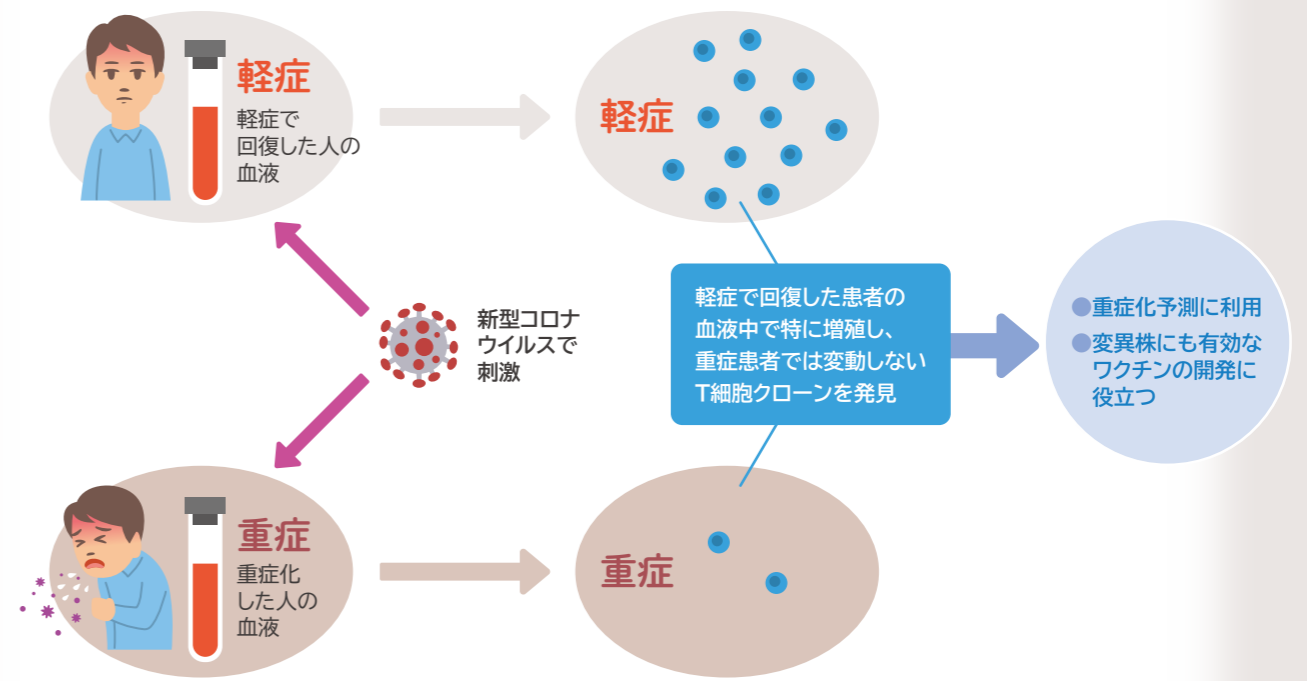 軽症
軽症で
回復した人の
血液
軽症
新型コロナ
ウイルスで
刺激
軽症で回復した患者の
血液中で特に増殖し、
重症患者では変動しない
T細胞クローンを発見
●重症化予測に利用
●変異株にも有効な
ワクチンの開発に
役立つ
重症
重症化
した人の
血液
重症